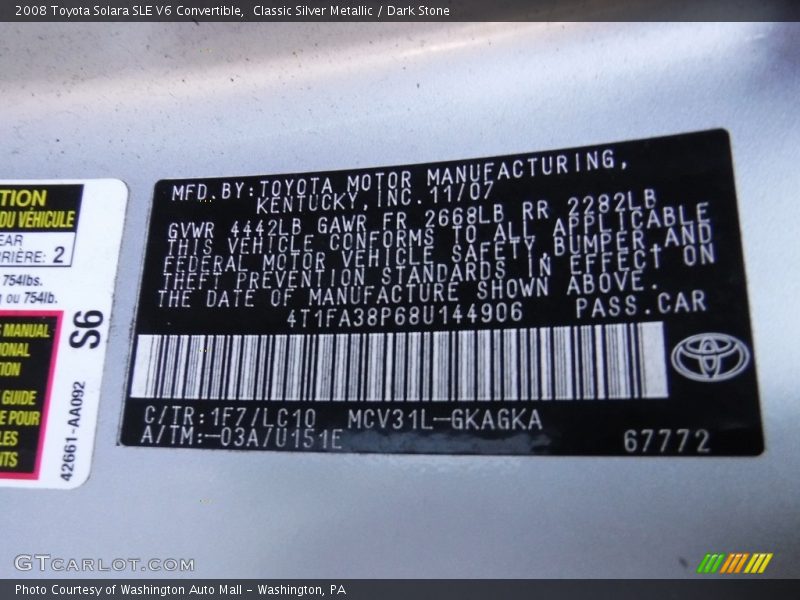 2008 Toyota Solara SLE V6 Convertible,  Classic Silver Metallic / Dark Stone
TION
DU VÉHICULE
EAR
RRIÈRE: 2
754lbs.
ou 754lb.
S MANUAL
IONAL
TION
GUIDE
E POUR
LES
NTS
S6
42661-AA092
MFD. BY:TOYOTA MOTOR MANUFACTURING,
KENTUCKY, INC. 11/07
GVWR 4442LB GAWR FR 2668LB RR 2282LB
THIS VEHICLE CONFORMS TO ALL APPLICABLE
FEDERAL MOTOR VEHICLE SAFETY,BUMPER,AND
THEFT PREVENTION STANDARDS IN EFFECT ON
THE DATE OF MANUFACTURE SHOWN ABOVE.
4T1FA38P68U144906 PASS.CAR
C/TR:1F7/LC10 MCV31L-GKAGKA
A/TM:-03A/U151E
67772
GTCARLOT.COM
Photo Courtesy of Washington Auto Mall - Washington, PA